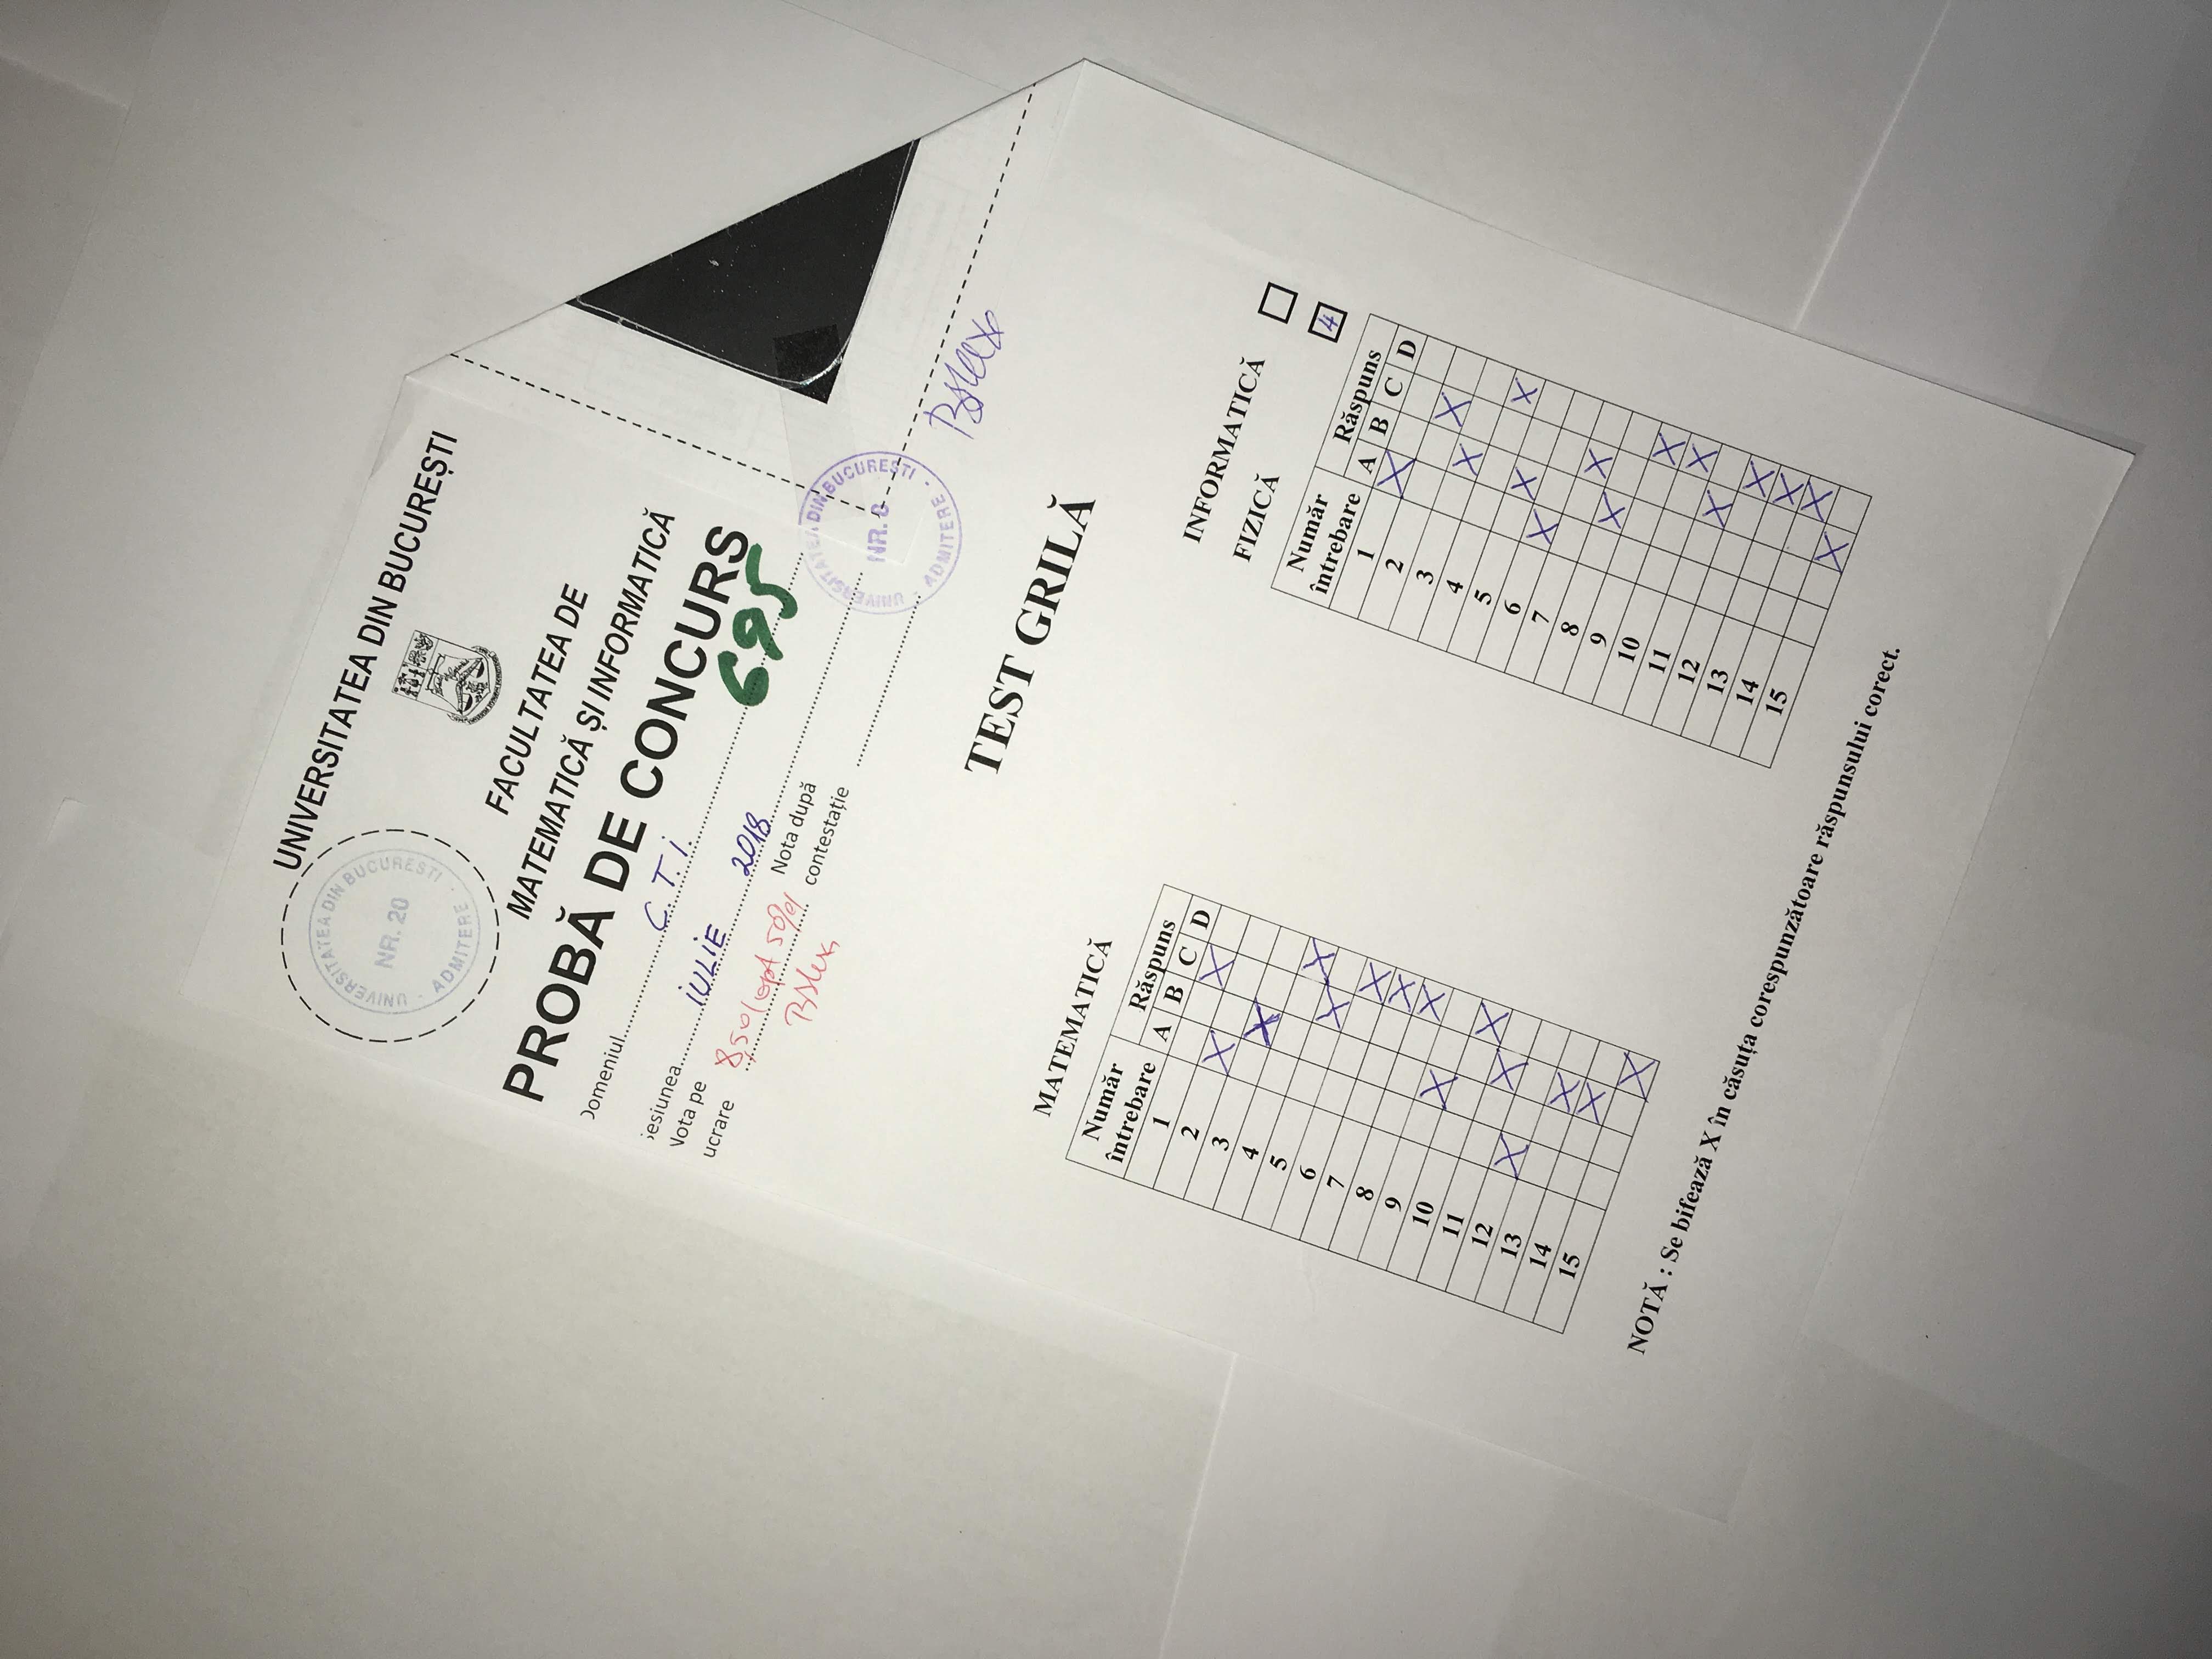 UNIVERSITATEA DIN BUCUREȘTI
UNIVERSITATEA DIN BUCUREȘTI
NR. 20
ADMITERE
FACULTATEA DE
MATEMATICĂ ȘI INFORMATICĂ
PROBĂ DE CONCURS
Domeniul C.T.i.
695
Sesiunea iULiE 2018
Nota pe
lucrare 8,50 (opt 50%)
Nota după
contestație
UNIVERSITATEA DIN BUCUREȘTI
NR. 8
ADMITERE
TEST GRILĂ
MATEMATICĂ
Număr
întrebare
Răspuns
A B C D
1 X
2 X
3 X
4 X
5 X
6 X
7 X
8 X
9 X
10 X
11 X
12 X
13 X
14 X
15 X
INFORMATICĂ
FIZICĂ 4
Număr
întrebare
Răspuns
A B C D
1 X
2 X
3 X
4 X
5 X
6 X
7 X
8 X
9 X
10 X
11 X
12 X
13 X
14 X
15 X
NOTĂ : Se bifează X în căsuța corespunzătoare răspunsului corect.